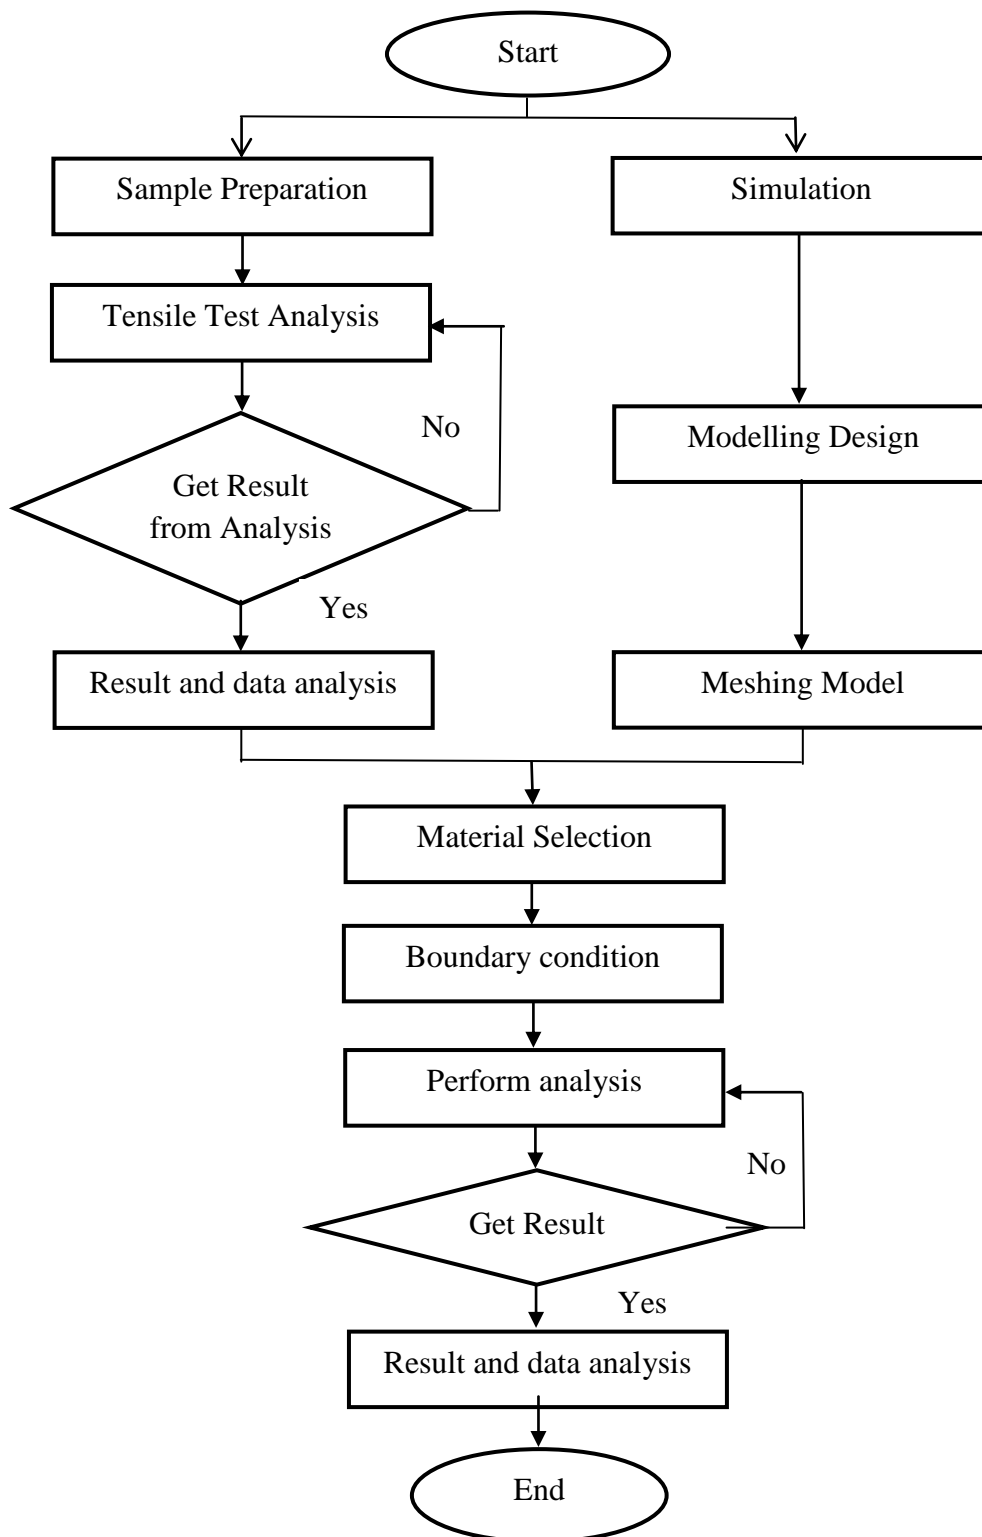 Start
Sample Preparation
Simulation
Tensile Test Analysis
No
Modelling Design
Get Result
from Analysis
Yes
Result and data analysis
Meshing Model
Material Selection
Boundary condition
Perform analysis
No
Get Result
Yes
Result and data analysis
End